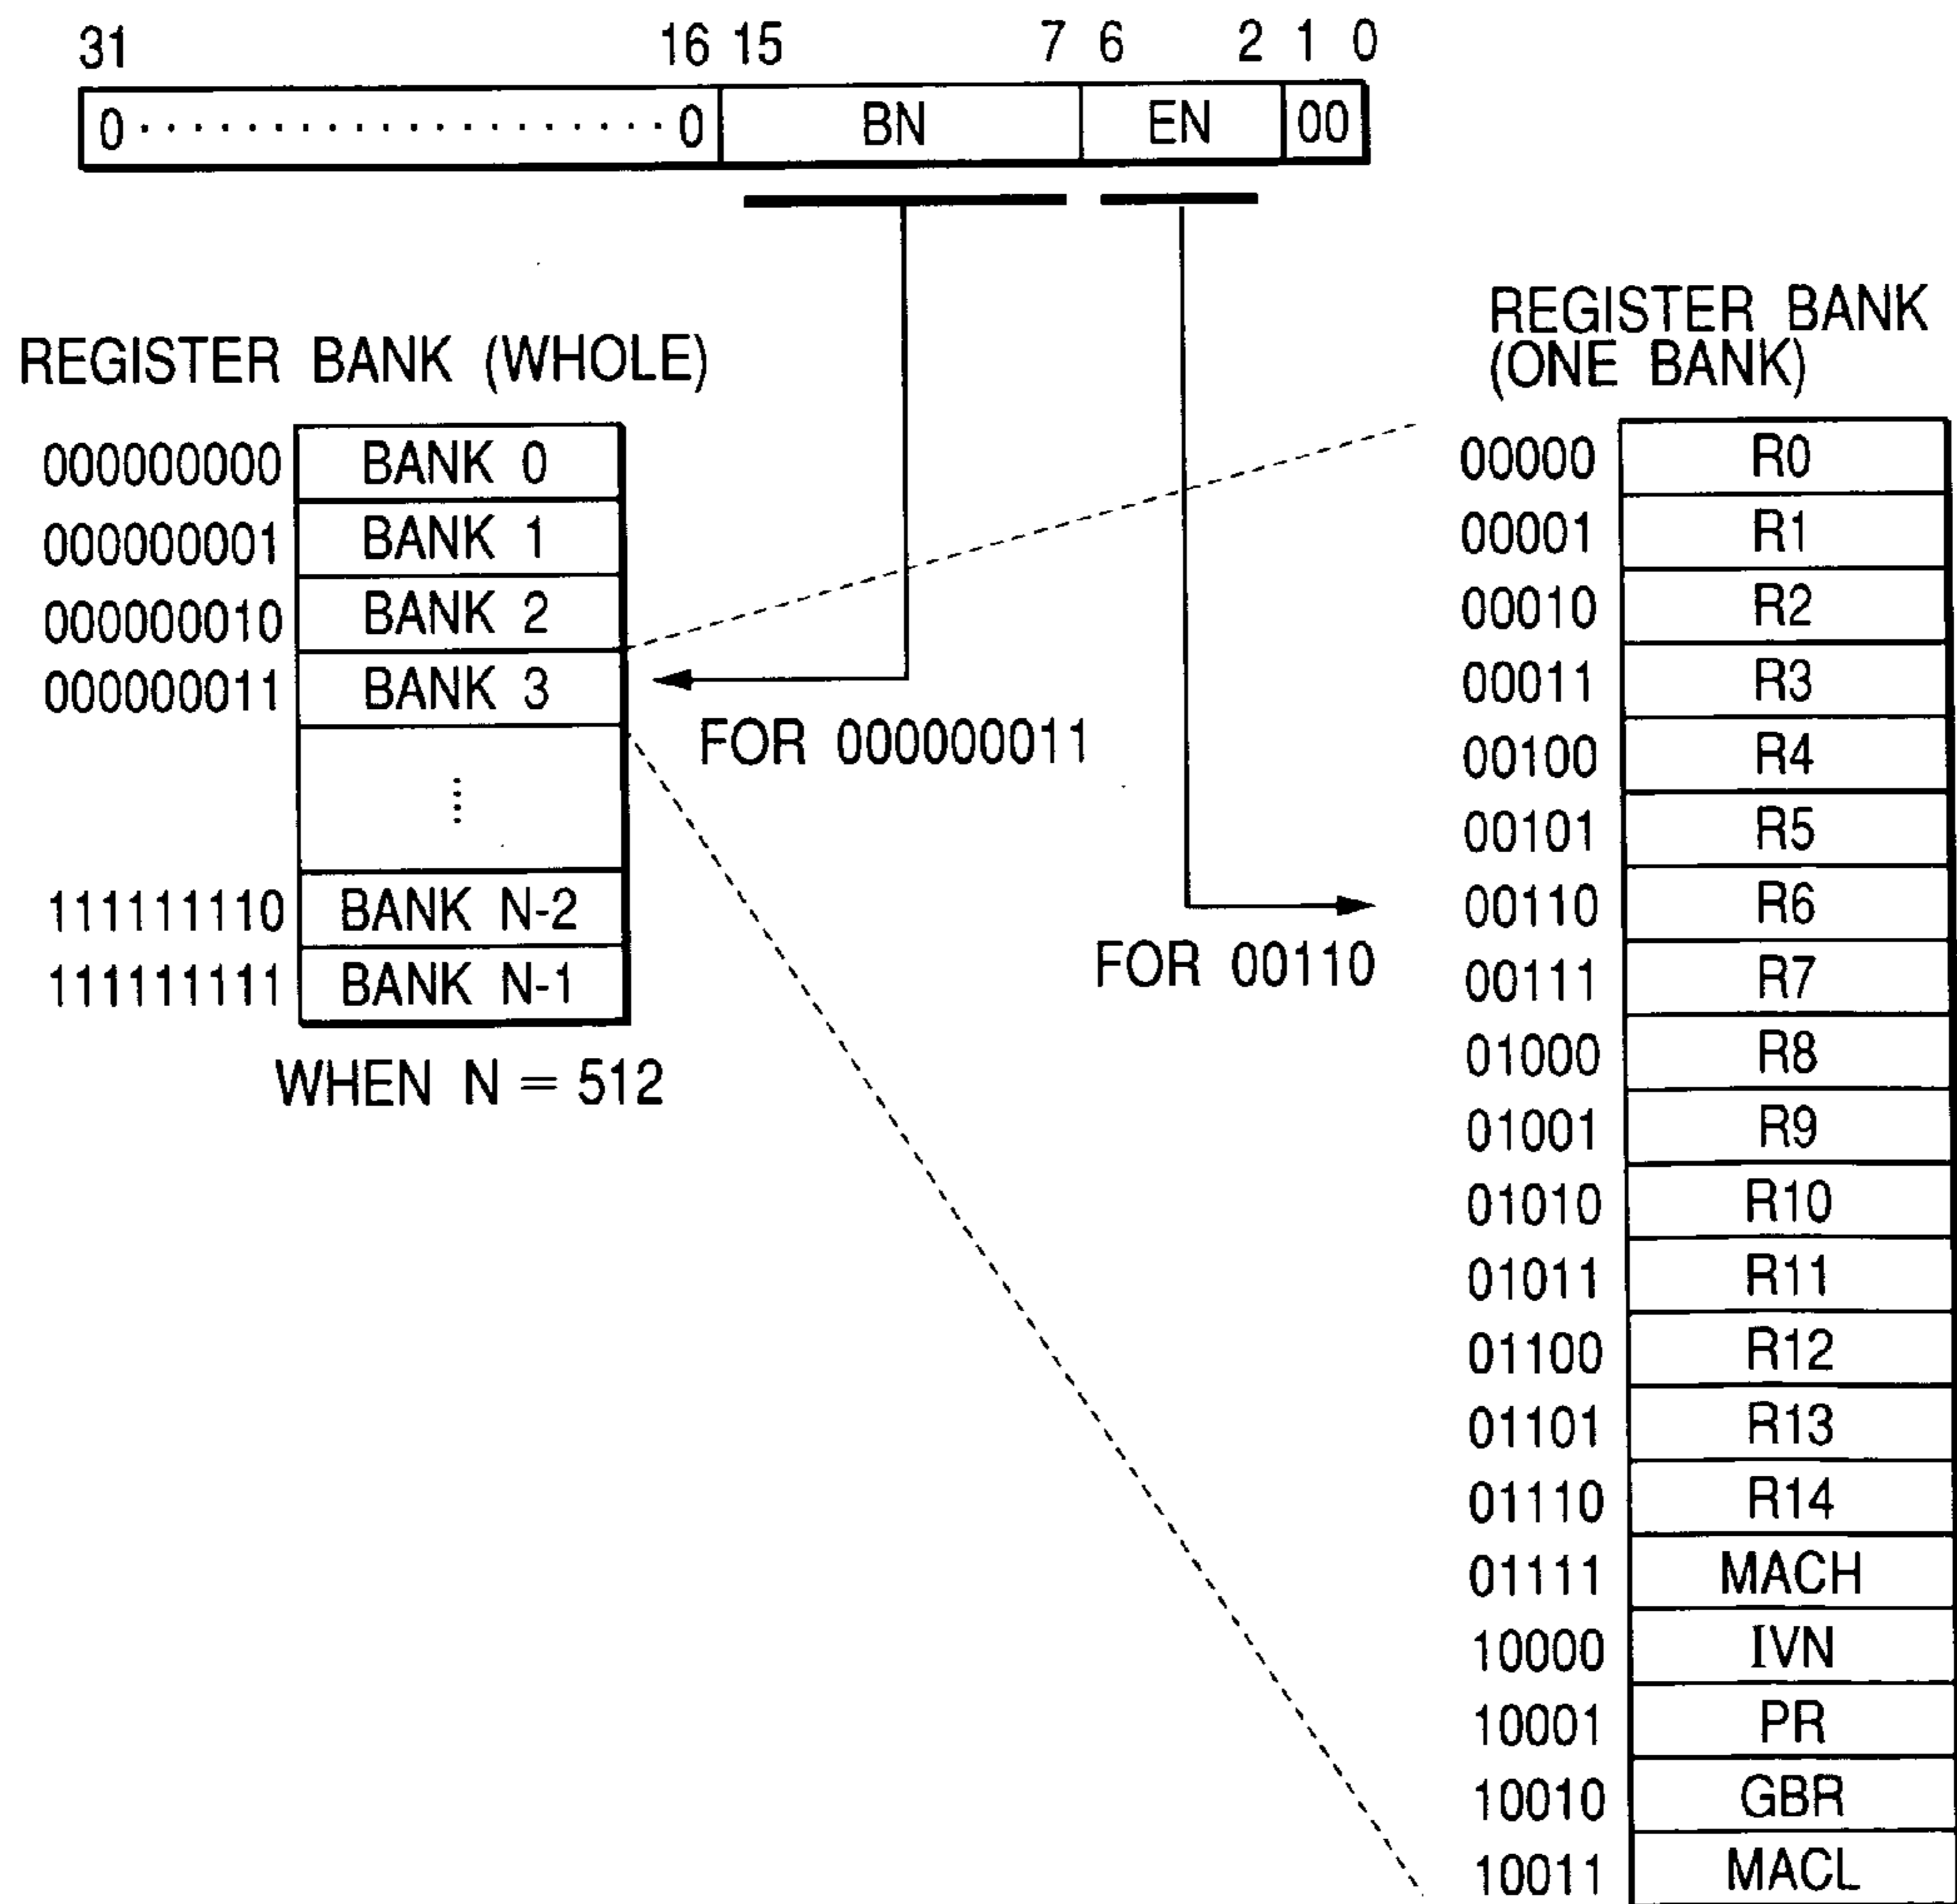 31 16 15 7 6 2 1 0
0 ····················· 0 BN EN 00
REGISTER BANK (WHOLE)
000000000 BANK 0
000000001 BANK 1
000000010 BANK 2
000000011 BANK 3
⋮
111111110 BANK N-2
111111111 BANK N-1
WHEN N = 512
FOR 000000011
FOR 00110
REGISTER BANK
(ONE BANK)
00000 R0
00001 R1
00010 R2
00011 R3
00100 R4
00101 R5
00110 R6
00111 R7
01000 R8
01001 R9
01010 R10
01011 R11
01100 R12
01101 R13
01110 R14
01111 MACH
10000 IVN
10001 PR
10010 GBR
10011 MACL